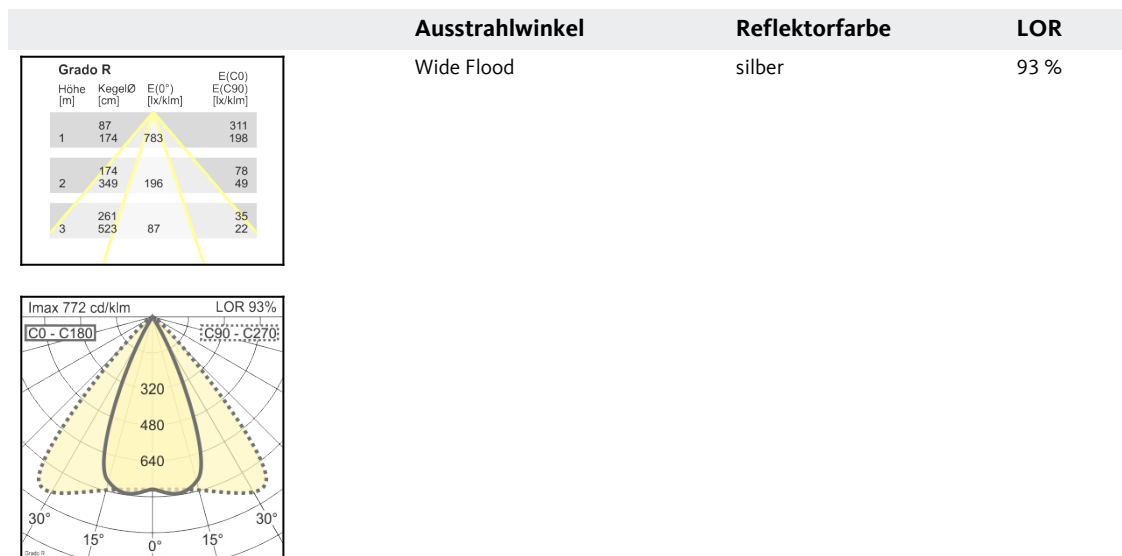 Ausstrahlwinkel Reflektorfarbe LOR
Wide Flood silber 93 %
Grado R
E(C0)
Höhe KegelØ E(0°) E(C90)
[m] [cm] [lx/klm] [lx/klm]
87 311
1 174 783 198
174 78
2 349 196 49
261 35
3 523 87 22
Imax 772 cd/klm LOR 93%
C0 - C180 C90 - C270
320
480
640
30° 30°
15° 15°
0°
Grado R